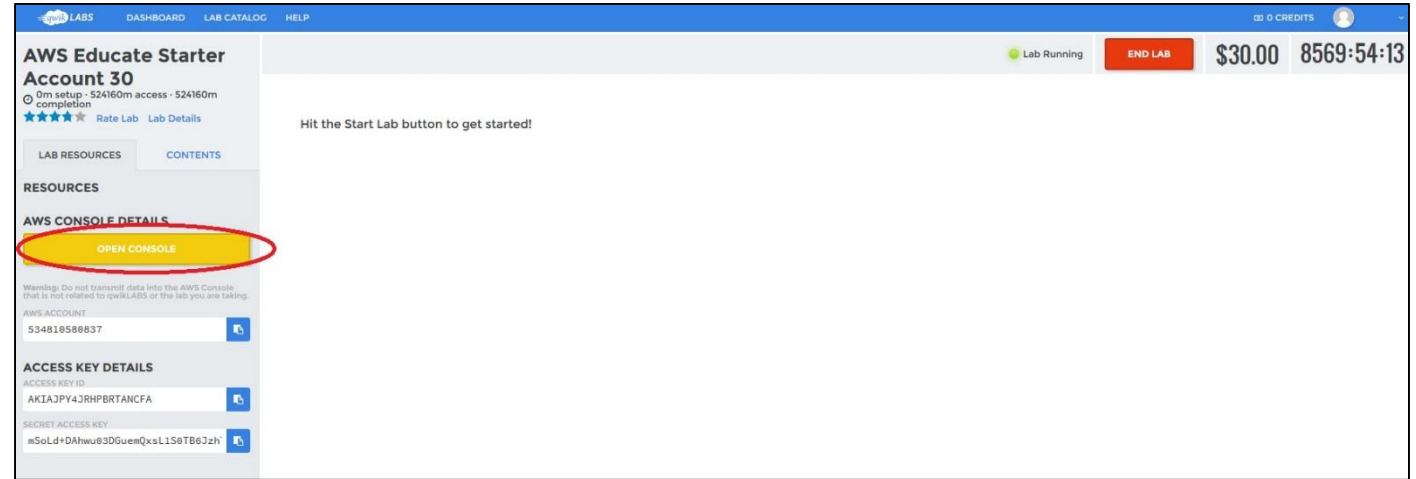 qwikLABS DASHBOARD LAB CATALOG HELP 0 CREDITS
AWS Educate Starter
Account 30
0m setup · 524160m access · 524160m
completion
Rate Lab Lab Details
Lab Running END LAB $30.00 8569:54:13
Hit the Start Lab button to get started!
LAB RESOURCES CONTENTS
RESOURCES
AWS CONSOLE DETAILS
OPEN CONSOLE
Warning: Do not transmit data into the AWS Console
that is not related to qwikLABS or the lab you are taking.
AWS ACCOUNT
534810580837
ACCESS KEY DETAILS
ACCESS KEY ID
AKIAJPY4JRHPBRTANCFA
SECRET ACCESS KEY
mSoLd+DAhwu03DGuemQxsL1S0TB6Jzh